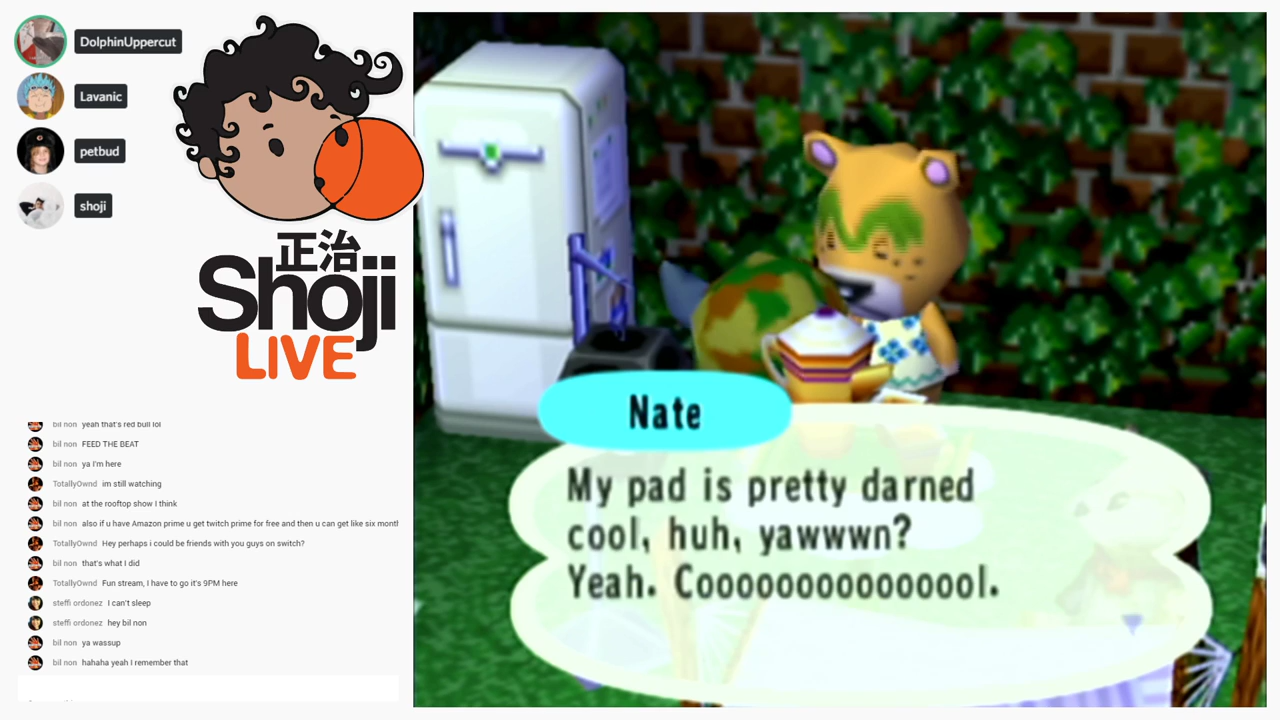 DolphinUppercut
Lavanic
petbud
shoji
正治
Shoji
LIVE
bil non yeah that's red bull lol
bil non FEED THE BEAT
bil non ya I'm here
TotallyOwnd im still watching
bil non at the rooftop show I think
bil non also if u have Amazon prime u get twitch prime for free and then u can get like six month
TotallyOwnd Hey perhaps i could be friends with you guys on switch?
bil non that's what I did
TotallyOwnd Fun stream, I have to go it's 9PM here
steffi ordonez I can't sleep
steffi ordonez hey bil non
bil non ya wassup
bil non hahaha yeah I remember that
Nate
My pad is pretty darned
cool, huh, yawwwn?
Yeah. Cooooooooooooool.